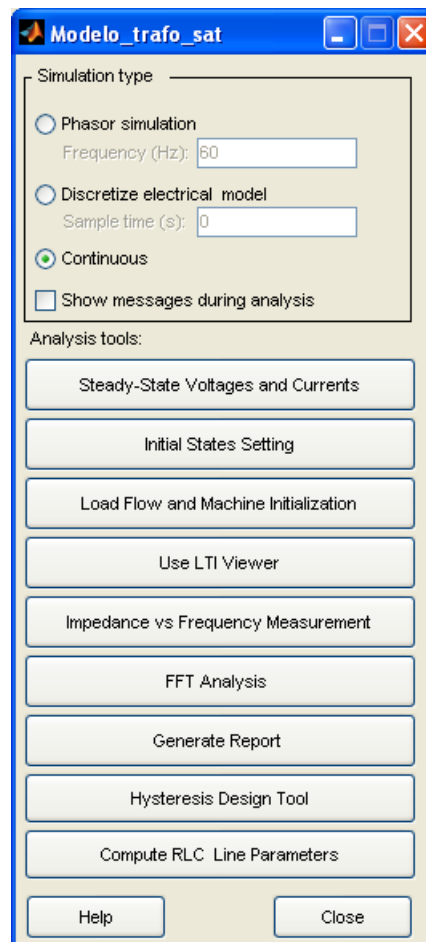 Modelo_trafo_sat
Simulation type
Phasor simulation
Frequency (Hz): 60
Discretize electrical model
Sample time (s): 0
Continuous
Show messages during analysis
Analysis tools:
Steady-State Voltages and Currents
Initial States Setting
Load Flow and Machine Initialization
Use LTI Viewer
Impedance vs Frequency Measurement
FFT Analysis
Generate Report
Hysteresis Design Tool
Compute RLC Line Parameters
Help Close